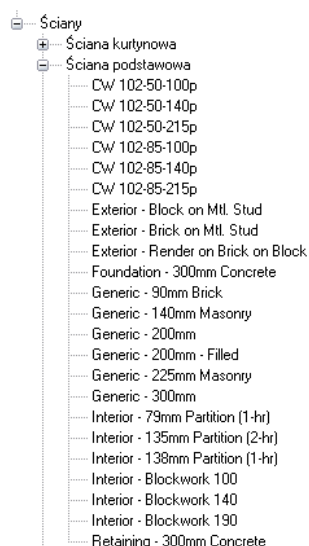 Ściany
Ściana kurtynowa
Ściana podstawowa
CW 102-50-100p
CW 102-50-140p
CW 102-50-215p
CW 102-85-100p
CW 102-85-140p
CW 102-85-215p
Exterior - Block on Mtl. Stud
Exterior - Brick on Mtl. Stud
Exterior - Render on Brick on Block
Foundation - 300mm Concrete
Generic - 90mm Brick
Generic - 140mm Masonry
Generic - 200mm
Generic - 200mm - Filled
Generic - 225mm Masonry
Generic - 300mm
Interior - 79mm Partition (1-hr)
Interior - 135mm Partition (2-hr)
Interior - 138mm Partition (1-hr)
Interior - Blockwork 100
Interior - Blockwork 140
Interior - Blockwork 190
Retaining - 300mm Concrete